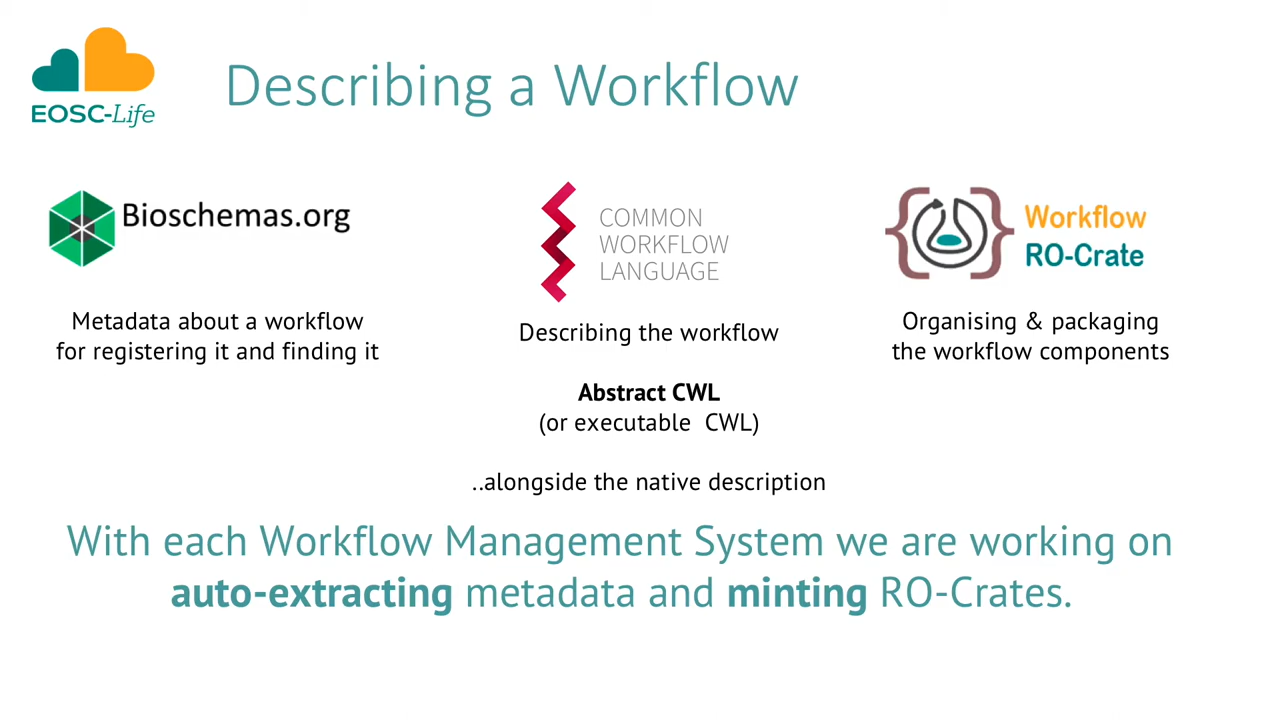 EOSC-Life
Describing a Workflow
Bioschemas.org
Metadata about a workflow
for registering it and finding it
COMMON
WORKFLOW
LANGUAGE
Describing the workflow
Abstract CWL
(or executable  CWL)
..alongside the native description
Workflow
RO-Crate
Organising & packaging
the workflow components
With each Workflow Management System we are working on
auto-extracting metadata and minting RO-Crates.